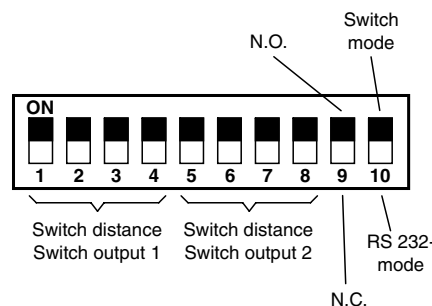 Switch
mode
N.O.
ON
1 2 3 4 5 6 7 8 9 10
Switch distance
Switch output 1
Switch distance
Switch output 2
RS 232-
mode
N.C.